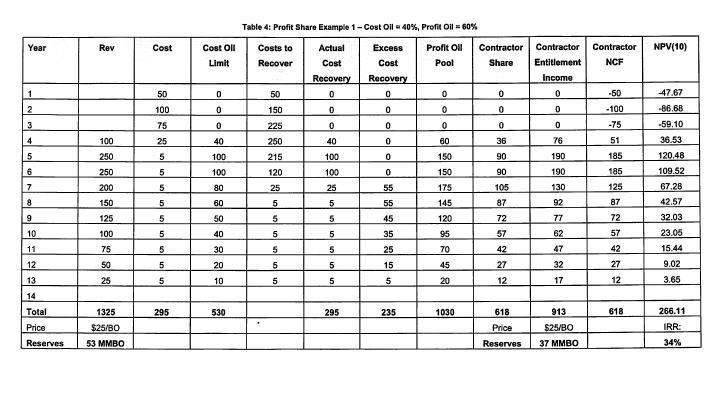 Table 4: Profit Share Example 1 – Cost Oil = 40%, Profit Oil = 60%
Year Rev Cost Cost Oil Limit Costs to Recover Actual Cost Recovery Excess Cost Recovery Profit Oil Pool Contractor Share Contractor Entitlement Income Contractor NCF NPV(10)
1 50 0 50 0 0 0 0 0 -50 -47.67
2 100 0 150 0 0 0 0 0 -100 -86.68
3 75 0 225 0 0 0 0 0 -75 -59.10
4 100 25 40 250 40 0 60 36 76 51 36.53
5 250 5 100 215 100 0 150 90 190 185 120.48
6 250 5 100 120 100 0 150 90 190 185 109.52
7 200 5 80 25 25 55 175 105 130 125 67.28
8 150 5 60 5 5 55 145 87 92 87 42.57
9 125 5 50 5 5 45 120 72 77 72 32.03
10 100 5 40 5 5 35 95 57 62 57 23.05
11 75 5 30 5 5 25 70 42 47 42 15.44
12 50 5 20 5 5 15 45 27 32 27 9.02
13 25 5 10 5 5 5 20 12 17 12 3.65
14
Total 1325 295 530 295 235 1030 618 913 618 266.11
Price $25/BO Price $25/BO IRR:
Reserves 53 MMBO Reserves 37 MMBO 34%